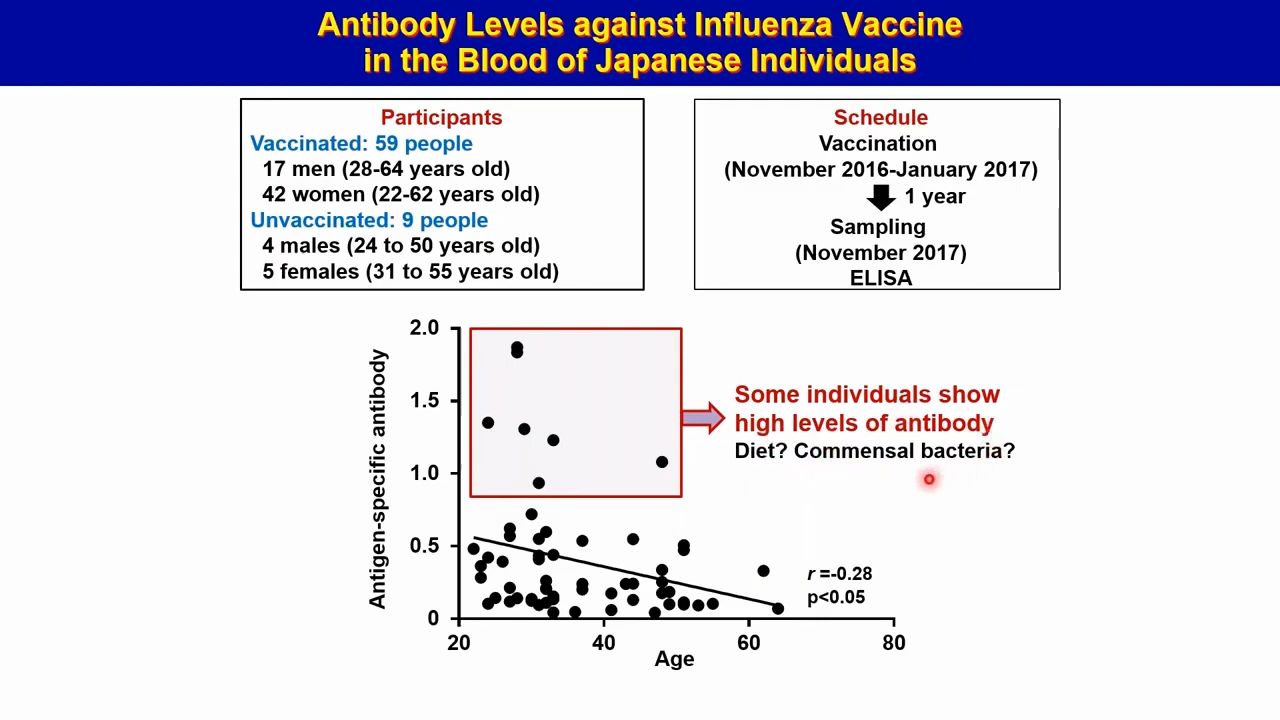 Antibody Levels against Influenza Vaccine
in the Blood of Japanese Individuals
Participants
Vaccinated: 59 people
17 men (28-64 years old)
42 women (22-62 years old)
Unvaccinated: 9 people
4 males (24 to 50 years old)
5 females (31 to 55 years old)
Schedule
Vaccination
(November 2016-January 2017)
1 year
Sampling
(November 2017)
ELISA
Antigen-specific antibody
2.0
1.5
1.0
0.5
0
20
40
60
80
Age
Some individuals show
high levels of antibody
Diet? Commensal bacteria?
r =-0.28
p<0.05